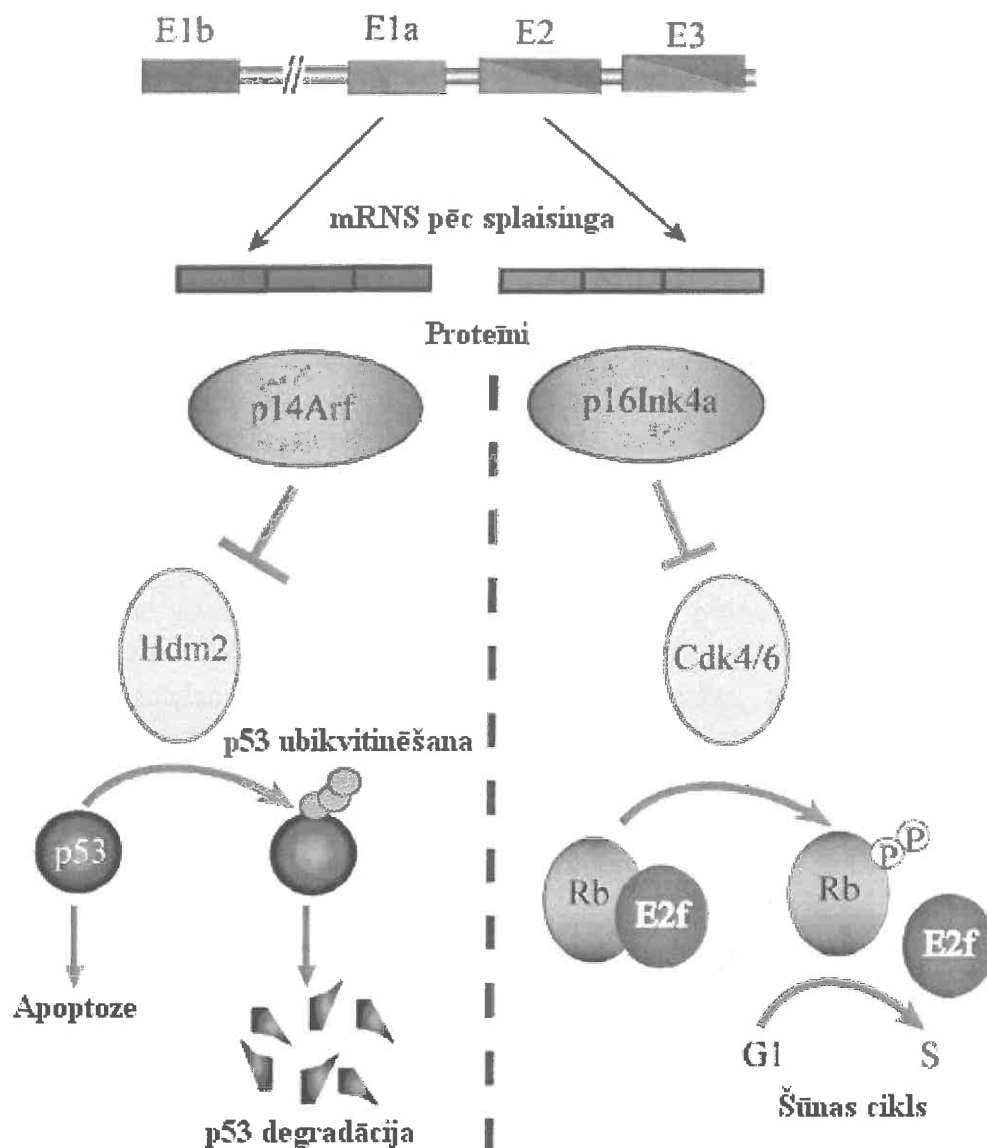 E1b E1a E2 E3
mRNS pēc splaisinga
Proteīni
p14Arf p16Ink4a
Hdm2 Cdk4/6
p53 ubikvitinēšana
p53
Rb E2f
Rb P P
E2f
Apoptoze
G1 S
p53 degradācija
Šūnas cikls